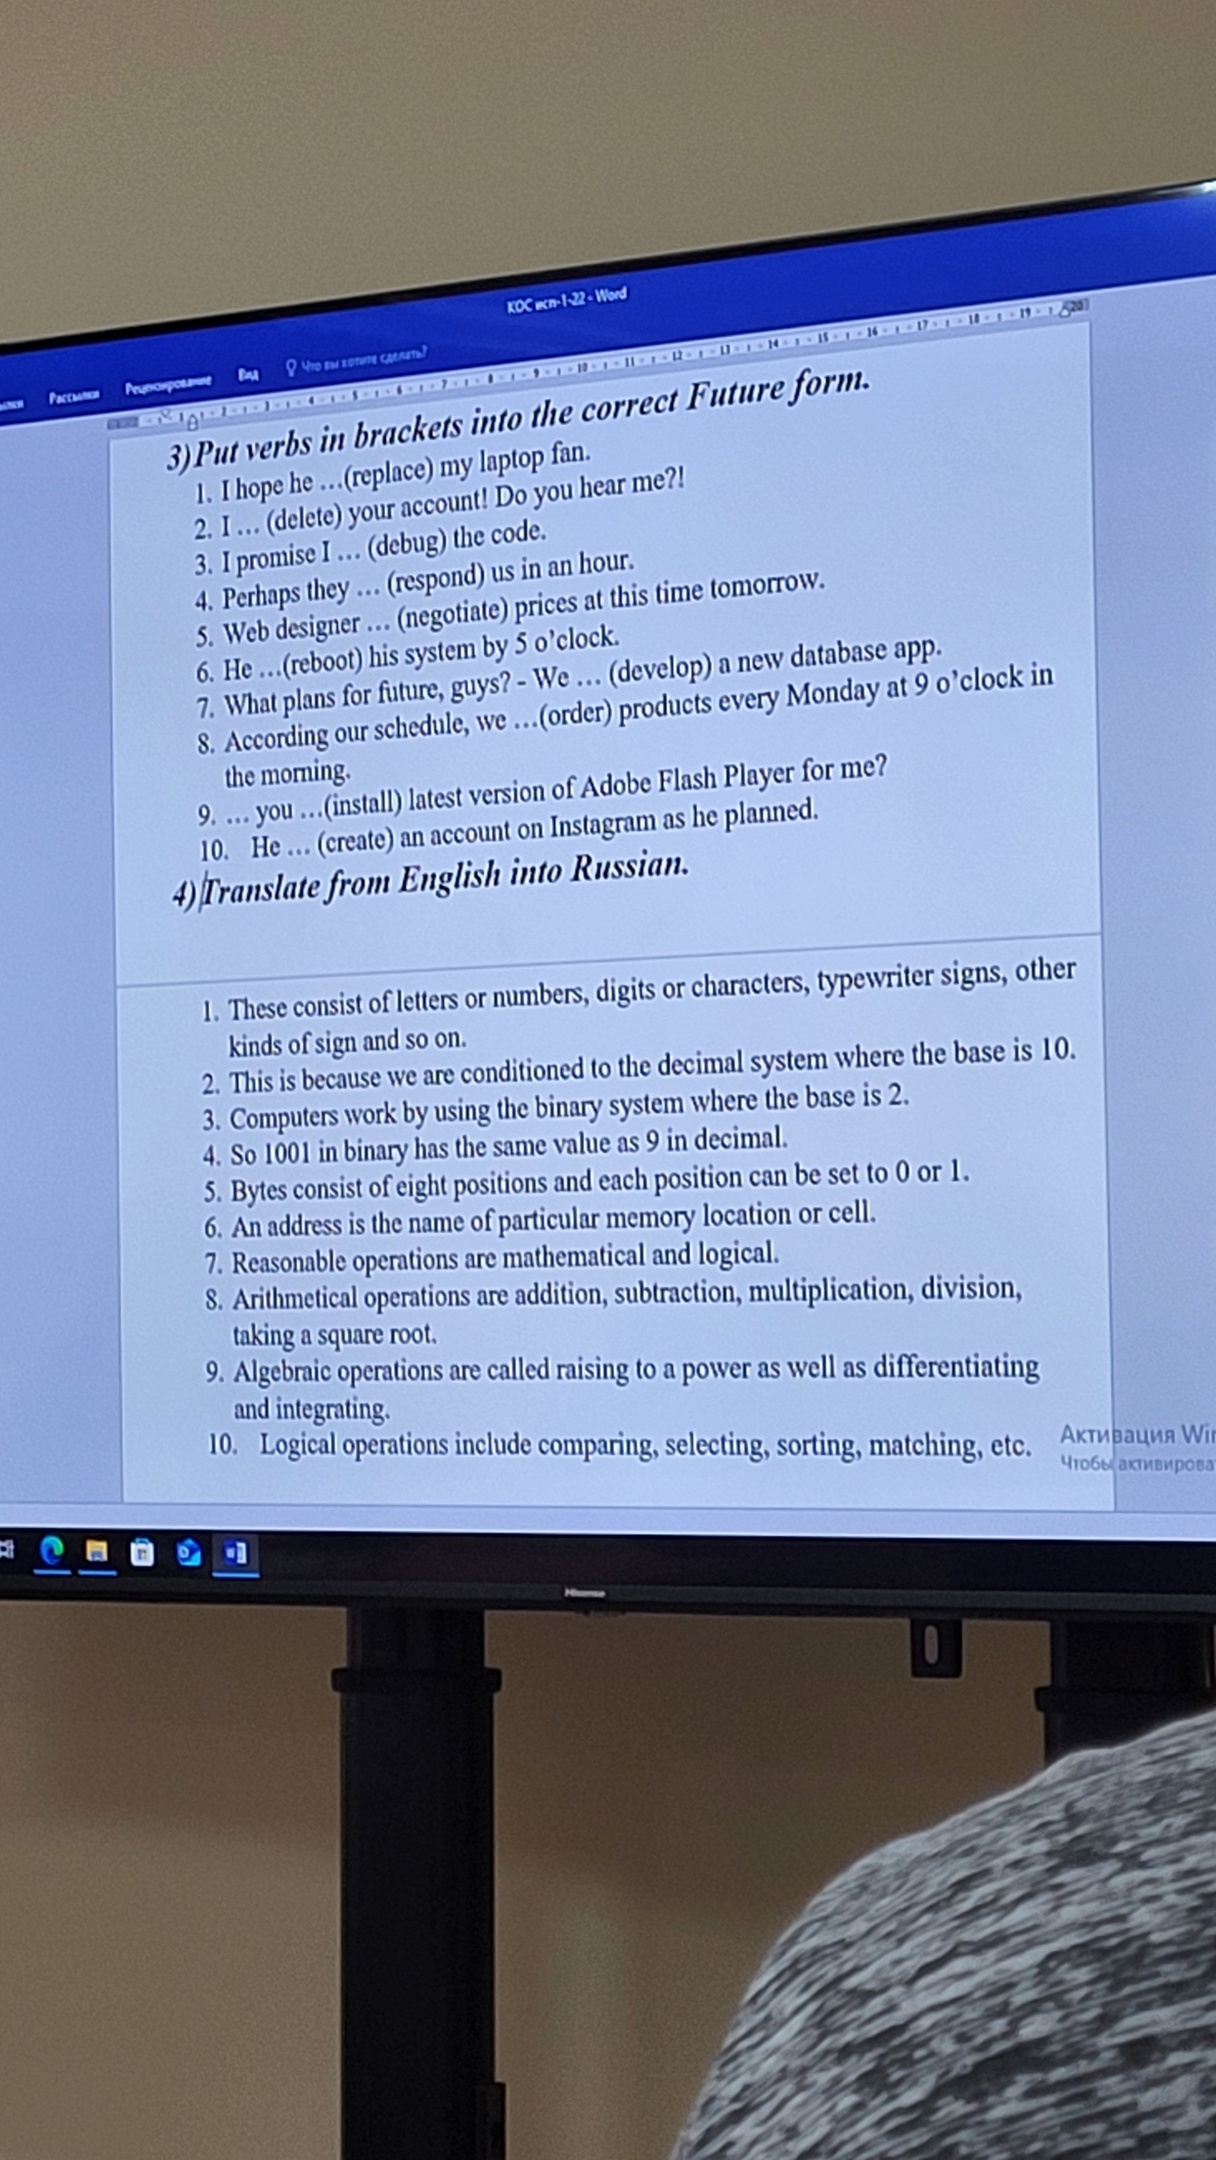 КОС исп-1-22 - Word
Рассылки Рецензирование Вид Что вы хотите сделать?
3) Put verbs in brackets into the correct Future form.
1. I hope he …(replace) my laptop fan.
2. I … (delete) your account! Do you hear me?!
3. I promise I … (debug) the code.
4. Perhaps they … (respond) us in an hour.
5. Web designer … (negotiate) prices at this time tomorrow.
6. He …(reboot) his system by 5 o’clock.
7. What plans for future, guys? - We … (develop) a new database app.
8. According our schedule, we …(order) products every Monday at 9 o’clock in
the morning.
9. … you …(install) latest version of Adobe Flash Player for me?
10. He … (create) an account on Instagram as he planned.
4) Translate from English into Russian.
1. These consist of letters or numbers, digits or characters, typewriter signs, other
kinds of sign and so on.
2. This is because we are conditioned to the decimal system where the base is 10.
3. Computers work by using the binary system where the base is 2.
4. So 1001 in binary has the same value as 9 in decimal.
5. Bytes consist of eight positions and each position can be set to 0 or 1.
6. An address is the name of particular memory location or cell.
7. Reasonable operations are mathematical and logical.
8. Arithmetical operations are addition, subtraction, multiplication, division,
taking a square root.
9. Algebraic operations are called raising to a power as well as differentiating
and integrating.
10. Logical operations include comparing, selecting, sorting, matching, etc.
Активация Wi
Чтобы активирова
Hisense